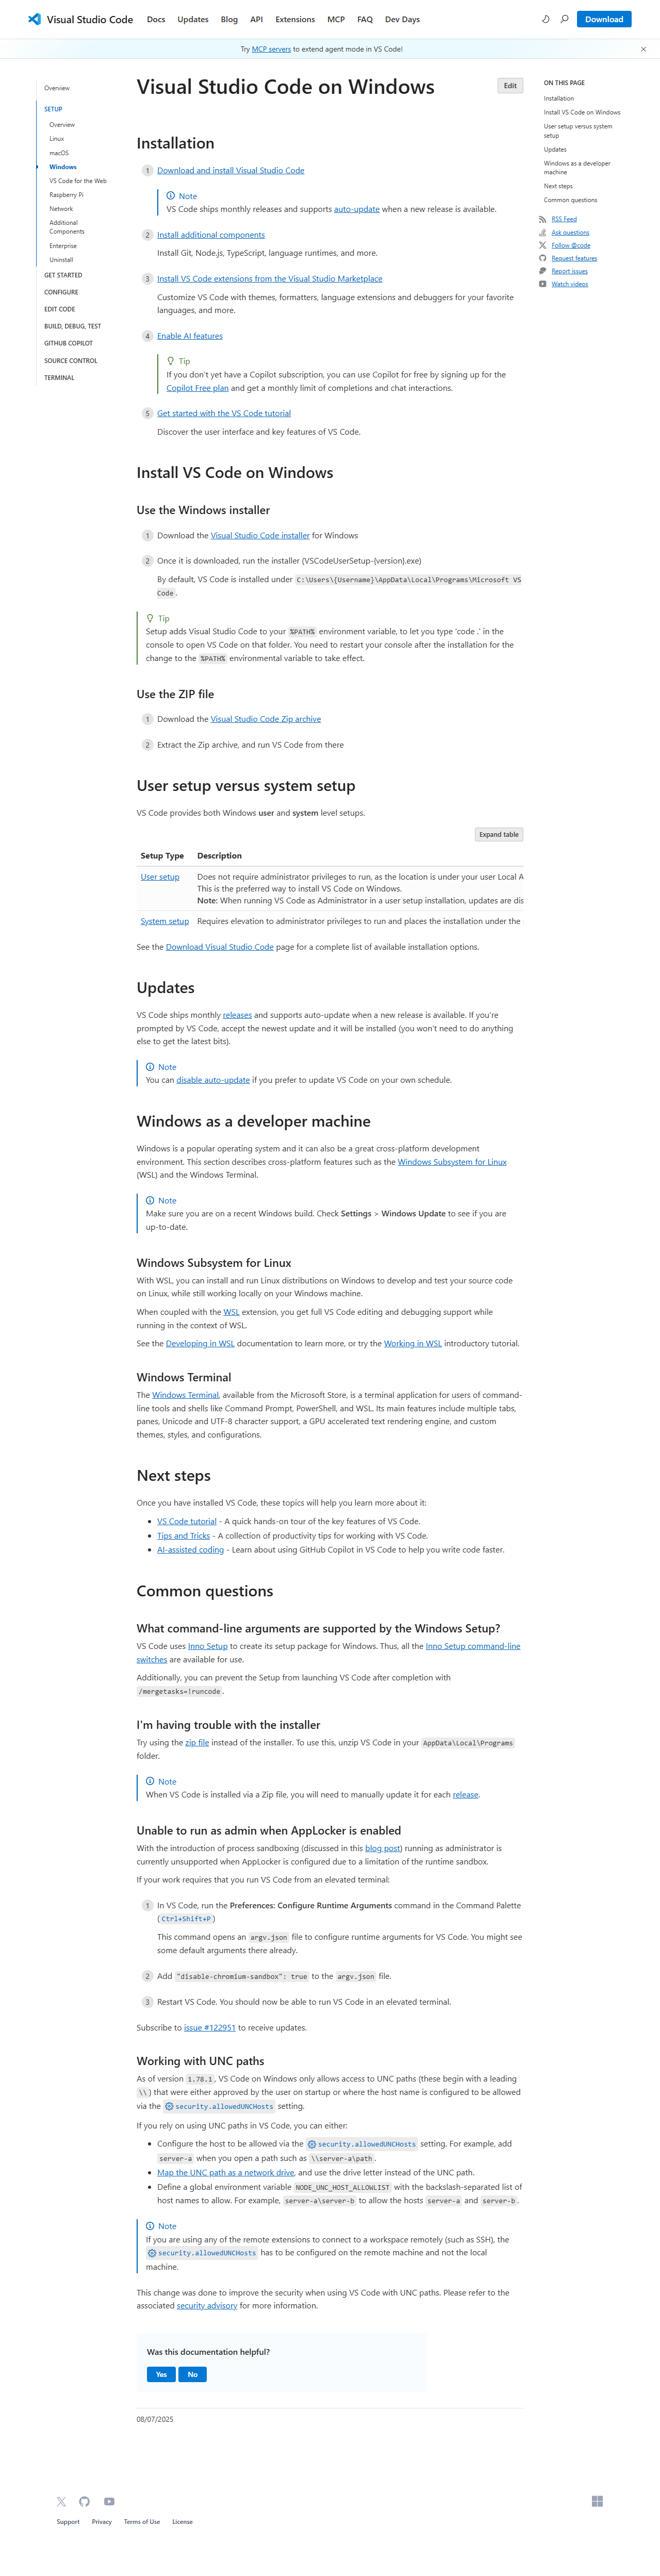 Visual Studio Code
Docs
Updates
Blog
API
Extensions
MCP
FAQ
Dev Days
Download
Try MCP servers to extend agent mode in VS Code!
Overview
SETUP
Overview
Linux
macOS
Windows
VS Code for the Web
Raspberry Pi
Network
Additional
Components
Enterprise
Uninstall
GET STARTED
CONFIGURE
EDIT CODE
BUILD, DEBUG, TEST
GITHUB COPILOT
SOURCE CONTROL
TERMINAL
Visual Studio Code on Windows
Edit
Installation
1 Download and install Visual Studio Code
Note
VS Code ships monthly releases and supports auto-update when a new release is available.
2 Install additional components
Install Git, Node.js, TypeScript, language runtimes, and more.
3 Install VS Code extensions from the Visual Studio Marketplace
Customize VS Code with themes, formatters, language extensions and debuggers for your favorite
languages, and more.
4 Enable AI features
Tip
If you don't yet have a Copilot subscription, you can use Copilot for free by signing up for the
Copilot Free plan and get a monthly limit of completions and chat interactions.
5 Get started with the VS Code tutorial
Discover the user interface and key features of VS Code.
Install VS Code on Windows
Use the Windows installer
1 Download the Visual Studio Code installer for Windows
2 Once it is downloaded, run the installer (VSCodeUserSetup-{version}.exe)
By default, VS Code is installed under C:\Users\{Username}\AppData\Local\Programs\Microsoft VS
Code.
Tip
Setup adds Visual Studio Code to your %PATH% environment variable, to let you type 'code .' in the
console to open VS Code on that folder. You need to restart your console after the installation for the
change to the %PATH% environmental variable to take effect.
Use the ZIP file
1 Download the Visual Studio Code Zip archive
2 Extract the Zip archive, and run VS Code from there
User setup versus system setup
VS Code provides both Windows user and system level setups.
Expand table
Setup Type Description
User setup Does not require administrator privileges to run, as the location is under your user Local A
This is the preferred way to install VS Code on Windows.
Note: When running VS Code as Administrator in a user setup installation, updates are dis
System setup Requires elevation to administrator privileges to run and places the installation under the
See the Download Visual Studio Code page for a complete list of available installation options.
Updates
VS Code ships monthly releases and supports auto-update when a new release is available. If you're
prompted by VS Code, accept the newest update and it will be installed (you won't need to do anything
else to get the latest bits).
Note
You can disable auto-update if you prefer to update VS Code on your own schedule.
Windows as a developer machine
Windows is a popular operating system and it can also be a great cross-platform development
environment. This section describes cross-platform features such as the Windows Subsystem for Linux
(WSL) and the Windows Terminal.
Note
Make sure you are on a recent Windows build. Check Settings > Windows Update to see if you are
up-to-date.
Windows Subsystem for Linux
With WSL, you can install and run Linux distributions on Windows to develop and test your source code
on Linux, while still working locally on your Windows machine.
When coupled with the WSL extension, you get full VS Code editing and debugging support while
running in the context of WSL.
See the Developing in WSL documentation to learn more, or try the Working in WSL introductory tutorial.
Windows Terminal
The Windows Terminal, available from the Microsoft Store, is a terminal application for users of command-
line tools and shells like Command Prompt, PowerShell, and WSL. Its main features include multiple tabs,
panes, Unicode and UTF-8 character support, a GPU accelerated text rendering engine, and custom
themes, styles, and configurations.
Next steps
Once you have installed VS Code, these topics will help you learn more about it:
• VS Code tutorial - A quick hands-on tour of the key features of VS Code.
• Tips and Tricks - A collection of productivity tips for working with VS Code.
• AI-assisted coding - Learn about using GitHub Copilot in VS Code to help you write code faster.
Common questions
What command-line arguments are supported by the Windows Setup?
VS Code uses Inno Setup to create its setup package for Windows. Thus, all the Inno Setup command-line
switches are available for use.
Additionally, you can prevent the Setup from launching VS Code after completion with
/mergetasks=!runcode.
I'm having trouble with the installer
Try using the zip file instead of the installer. To use this, unzip VS Code in your AppData\Local\Programs
folder.
Note
When VS Code is installed via a Zip file, you will need to manually update it for each release.
Unable to run as admin when AppLocker is enabled
With the introduction of process sandboxing (discussed in this blog post) running as administrator is
currently unsupported when AppLocker is configured due to a limitation of the runtime sandbox.
If your work requires that you run VS Code from an elevated terminal:
1 In VS Code, run the Preferences: Configure Runtime Arguments command in the Command Palette
(Ctrl+Shift+P)
This command opens an argv.json file to configure runtime arguments for VS Code. You might see
some default arguments there already.
2 Add "disable-chromium-sandbox": true to the argv.json file.
3 Restart VS Code. You should now be able to run VS Code in an elevated terminal.
Subscribe to issue #122951 to receive updates.
Working with UNC paths
As of version 1.78.1, VS Code on Windows only allows access to UNC paths (these begin with a leading
\\) that were either approved by the user on startup or where the host name is configured to be allowed
via the security.allowedUNCHosts setting.
If you rely on using UNC paths in VS Code, you can either:
• Configure the host to be allowed via the security.allowedUNCHosts setting. For example, add
server-a when you open a path such as \\server-a\path.
• Map the UNC path as a network drive, and use the drive letter instead of the UNC path.
• Define a global environment variable NODE_UNC_HOST_ALLOWLIST with the backslash-separated list of
host names to allow. For example, server-a\server-b to allow the hosts server-a and server-b.
Note
If you are using any of the remote extensions to connect to a workspace remotely (such as SSH), the
security.allowedUNCHosts has to be configured on the remote machine and not the local
machine.
This change was done to improve the security when using VS Code with UNC paths. Please refer to the
associated security advisory for more information.
Was this documentation helpful?
Yes No
08/07/2025
ON THIS PAGE
Installation
Install VS Code on Windows
User setup versus system
setup
Updates
Windows as a developer
machine
Next steps
Common questions
RSS Feed
Ask questions
Follow @code
Request features
Report issues
Watch videos
Support
Privacy
Terms of Use
License